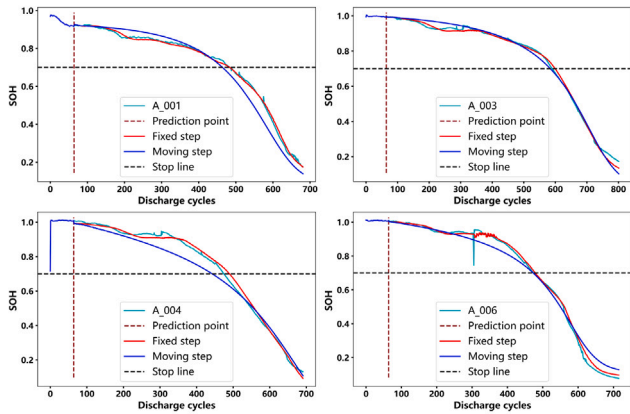 1.0
0.8
0.6
0.4
0.2
SOH
A_001
Prediction point
Fixed step
Moving step
Stop line
0 100 200 300 400 500 600 700
Discharge cycles
1.0
0.8
0.6
0.4
0.2
SOH
A_003
Prediction point
Fixed step
Moving step
Stop line
0 100 200 300 400 500 600 700 800
Discharge cycles
1.0
0.8
0.6
0.4
0.2
SOH
A_004
Prediction point
Fixed step
Moving step
Stop line
0 100 200 300 400 500 600 700
Discharge cycles
1.0
0.8
0.6
0.4
0.2
SOH
A_006
Prediction point
Fixed step
Moving step
Stop line
0 100 200 300 400 500 600 700
Discharge cycles